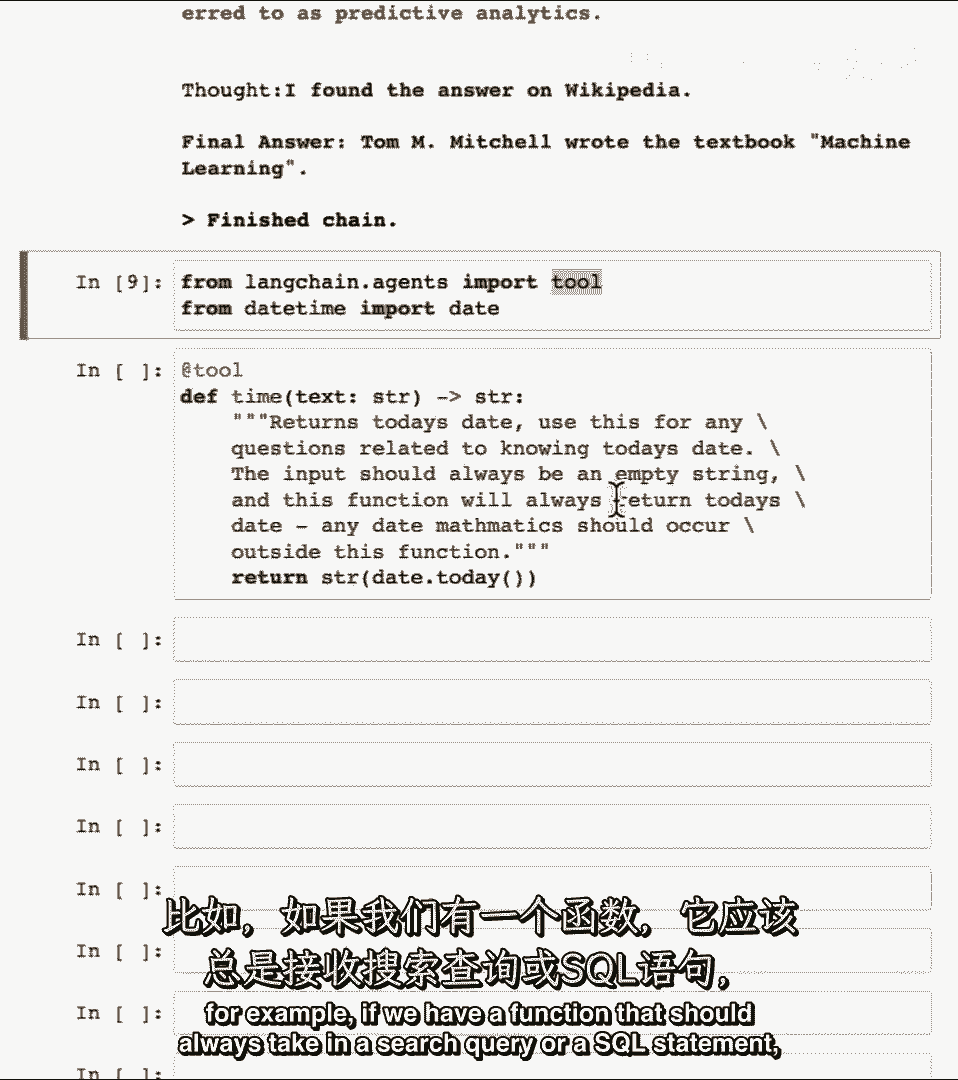 erred to as predictive analytics.
Thought:I found the answer on Wikipedia.
Final Answer: Tom M. Mitchell wrote the textbook "Machine
Learning".
> Finished chain.
In [9]: from langchain.agents import tool
from datetime import date
In [ ]: @tool
def time(text: str) -> str:
"""Returns todays date, use this for any \
questions related to knowing todays date. \
The input should always be an empty string, \
and this function will always return todays \
date - any date mathmatics should occur \
outside this function."""
return str(date.today())
In [ ]:
In [ ]:
In [ ]:
In [ ]:
In [ ]:
In [ ]:
In [ ]:
In [ ]:
比如，如果我们有一个函数，它应该
总是接收搜索查询或SQL语句，
for example, if we have a function that should
always take in a search query or a SQL statement,